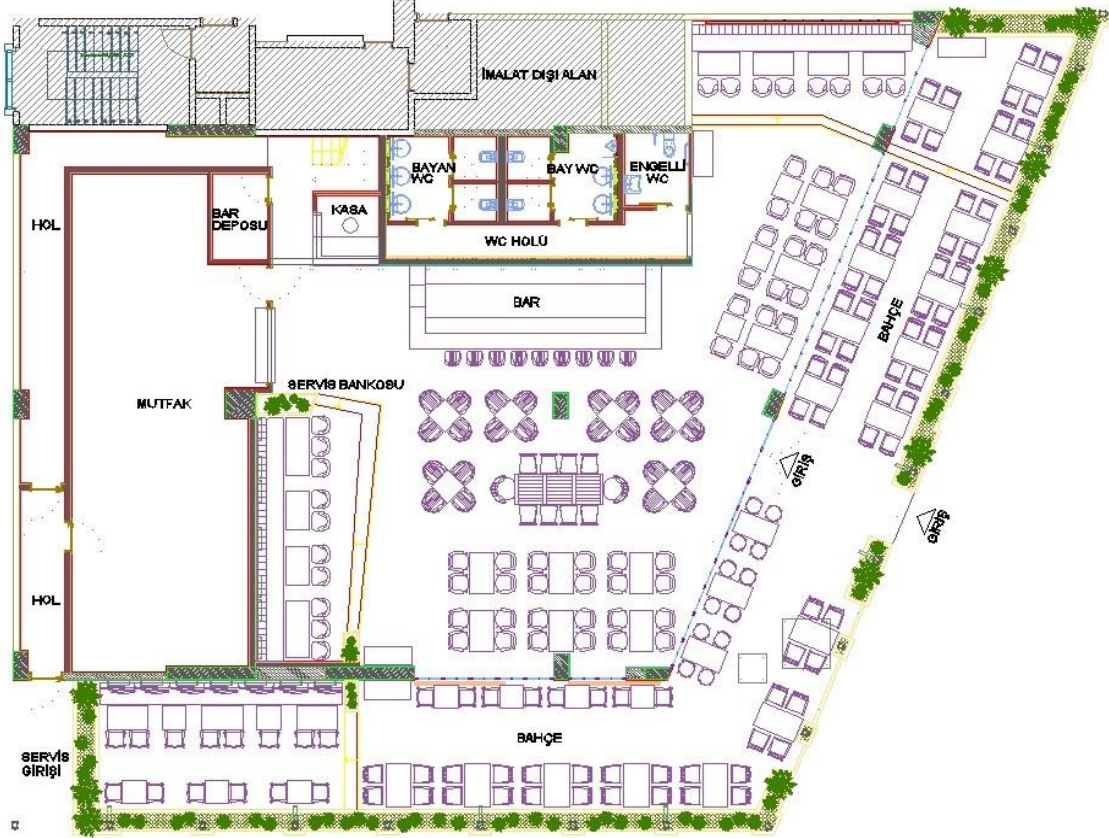 İMALAT DIŞI ALAN
BAYAN
WC
BAY WC
ENGELLİ
WC
HOL
BAR
DEPOSU
KASA
WC HOLÜ
BAR
BAHÇE
SERVİS BANKOSU
MUTFAK
GİRİŞ
GİRİŞ
HOL
BAHÇE
SERVİS
GİRİŞİ